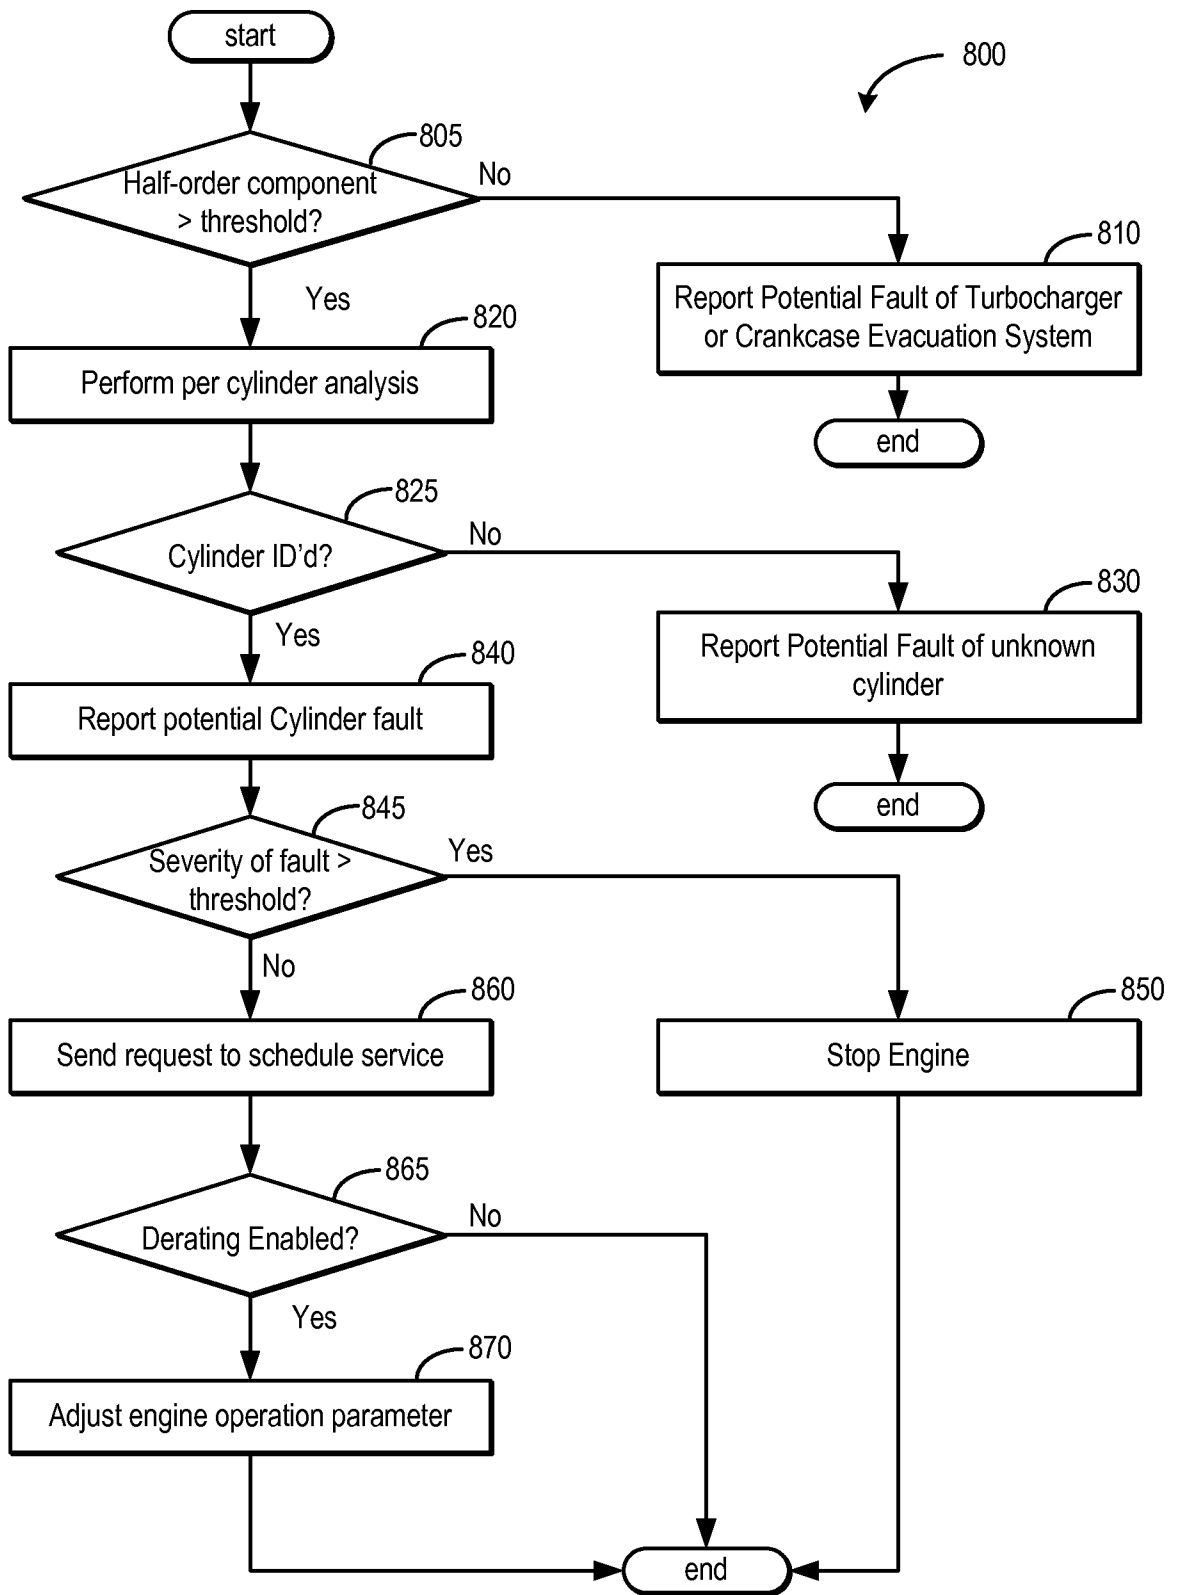 start
800
805
Half-order component
> threshold?
No
Yes
810
Report Potential Fault of Turbocharger
or Crankcase Evacuation System
end
820
Perform per cylinder analysis
825
Cylinder ID'd?
No
Yes
830
Report Potential Fault of unknown
cylinder
end
840
Report potential Cylinder fault
845
Severity of fault >
threshold?
Yes
No
850
Stop Engine
860
Send request to schedule service
865
Derating Enabled?
No
Yes
870
Adjust engine operation parameter
end